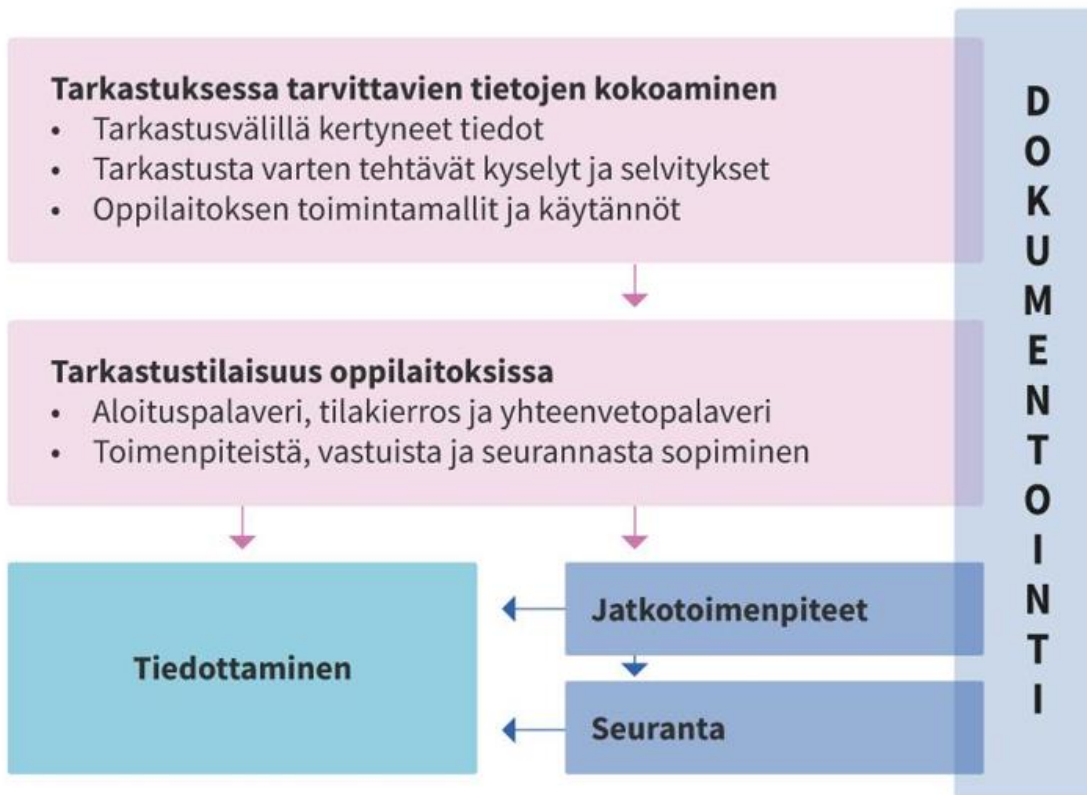 Tarkastuksessa tarvittavien tietojen kokoaminen
• Tarkastusvälillä kertyneet tiedot
• Tarkastusta varten tehtävät kyselyt ja selvitykset
• Oppilaitoksen toimintamallit ja käytännöt
Tarkastustilaisuus oppilaitoksissa
• Aloituspalaveri, tilakierros ja yhteenvetopalaveri
• Toimenpiteistä, vastuista ja seurannasta sopiminen
Tiedottaminen
Jatkotoimenpiteet
Seuranta
DOKUMENTOINTI